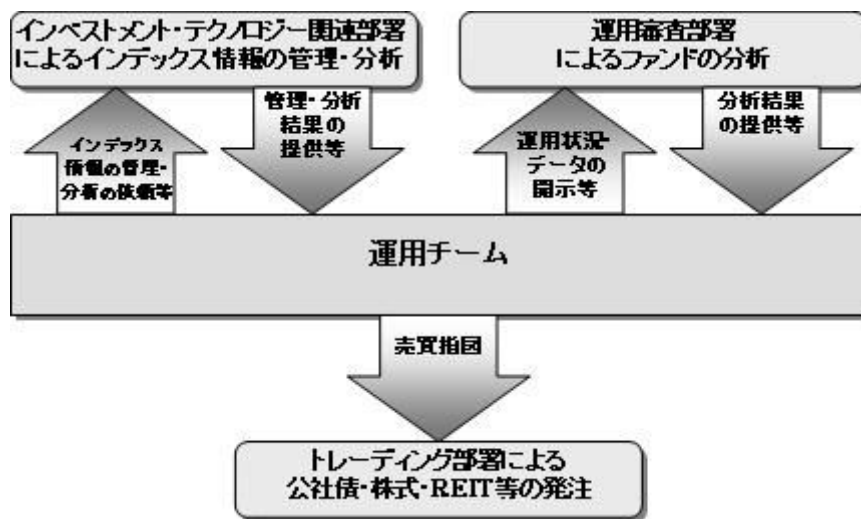 インベストメント・テクノロジー関連部署
によるインデックス情報の管理・分析
運用審査部署
によるファンドの分析
インデックス
情報の管理・
分析の依頼等
管理・分析
結果の
提供等
運用状況・
データの
開示等
分析結果
の提供等
運用チーム
売買指図
トレーディング部署による
公社債・株式・REIT等の発注